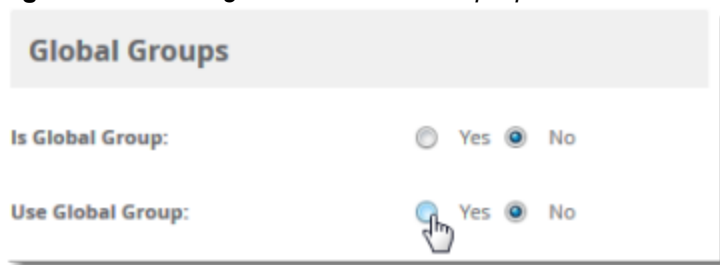 Global Groups
Is Global Group: Yes No
Use Global Group: Yes No